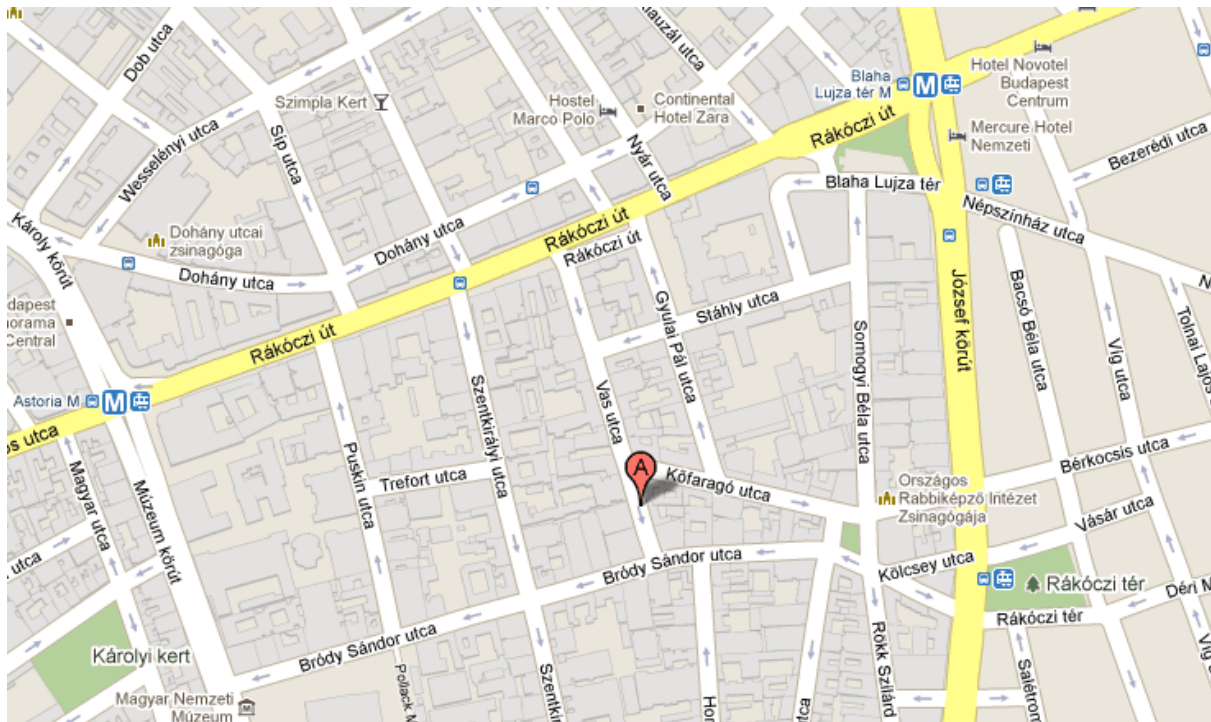 Dob utca
Wesselényi utca
Síp utca
Szimpla Kert
Hostel
Marco Polo
Continental
Hotel Zara
Nyár utca
Blaha
Lujza tér M
M
Hotel Novotel
Budapest
Centrum
Mercure Hotel
Nemzeti
Rákóczi út
Bezerédi utca
Blaha Lujza tér
Népszínház utca
Károly körút
Dohány utcai
zsinagóga
Dohány utca
Dohány utca
Rákóczi út
Rákóczi út
Gyulai Pál utca
Stáhly utca
Somogyi Béla utca
József körút
Bacsó Béla utca
Víg utca
Tolnai Lajos
Central
Rákóczi út
Astoria M
M
Magyar utca
Múzeum körút
Puskin utca
Trefort utca
Szentkirályi utca
Vas utca
A
Kőfaragó utca
Országos
Rabbiképző Intézet
Zsinagógája
Bérkocsis utca
Vásár utca
Kölcsey utca
Rákóczi tér
Rákóczi tér
Bródy Sándor utca
Bródy Sándor utca
Károlyi kert
Magyar Nemzeti
Múzeum
Rökk Szilárd